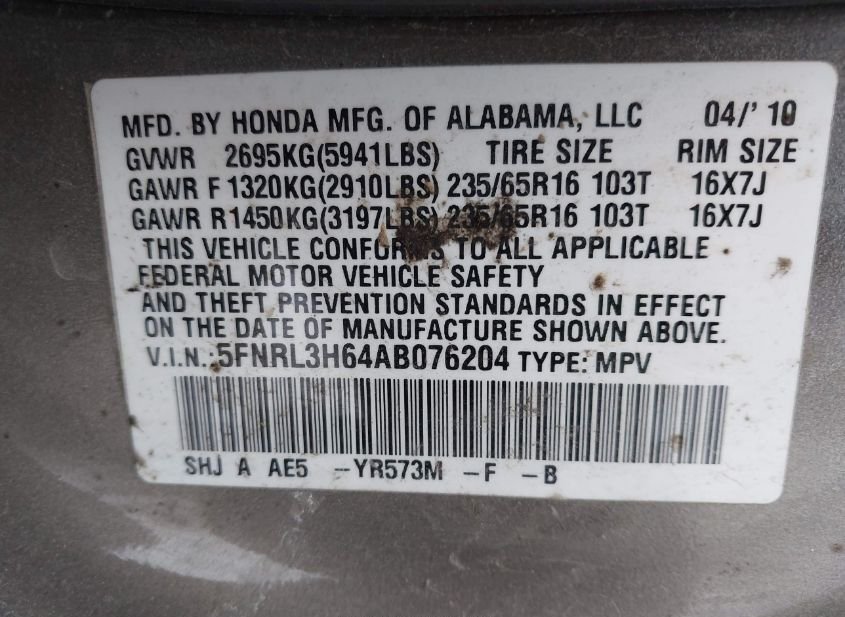 MFD. BY HONDA MFG. OF ALABAMA, LLC 04/' 10
GVWR 2695KG(5941LBS) TIRE SIZE RIM SIZE
GAWR F 1320KG(2910LBS) 235/65R16 103T 16X7J
GAWR R1450KG(3197LBS) 235/65R16 103T 16X7J
THIS VEHICLE CONFORMS TO ALL APPLICABLE
FEDERAL MOTOR VEHICLE SAFETY
AND THEFT PREVENTION STANDARDS IN EFFECT
ON THE DATE OF MANUFACTURE SHOWN ABOVE.
V.I.N.:5FNRL3H64AB076204 TYPE: MPV
SHJ A AE5 -YR573M -F -B